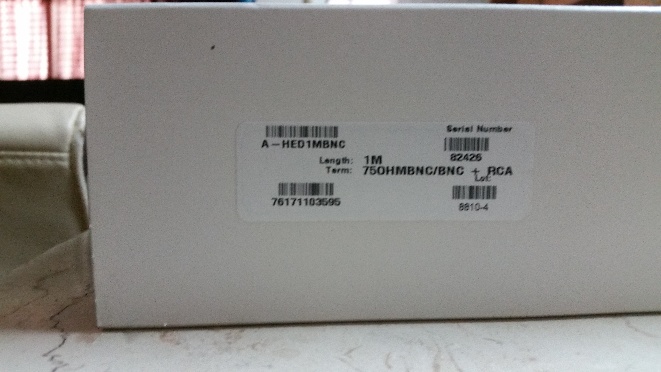 Serial Number
A-HED1MBNC
82426
Length: 1M
Term: 75OHMBNC/BNC + RCA
Lot:
76171103595
8810-4